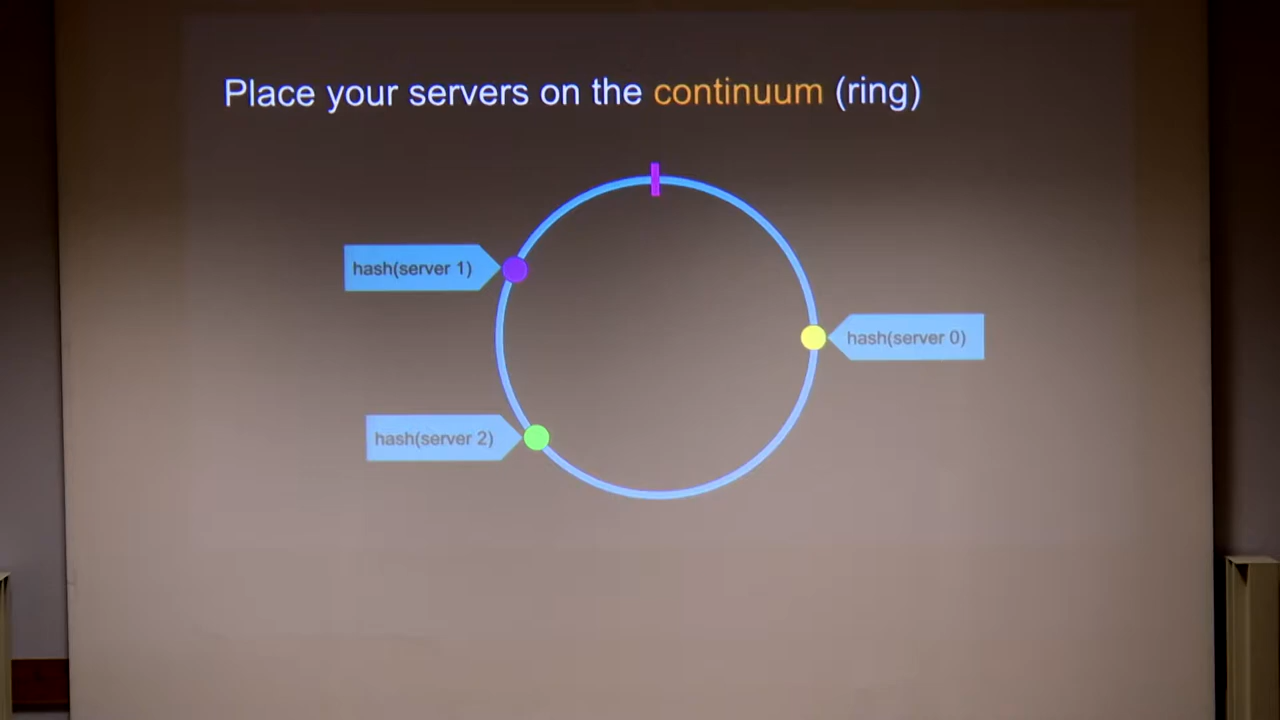 Place your servers on the continuum (ring)
hash(server 1)
hash(server 0)
hash(server 2)